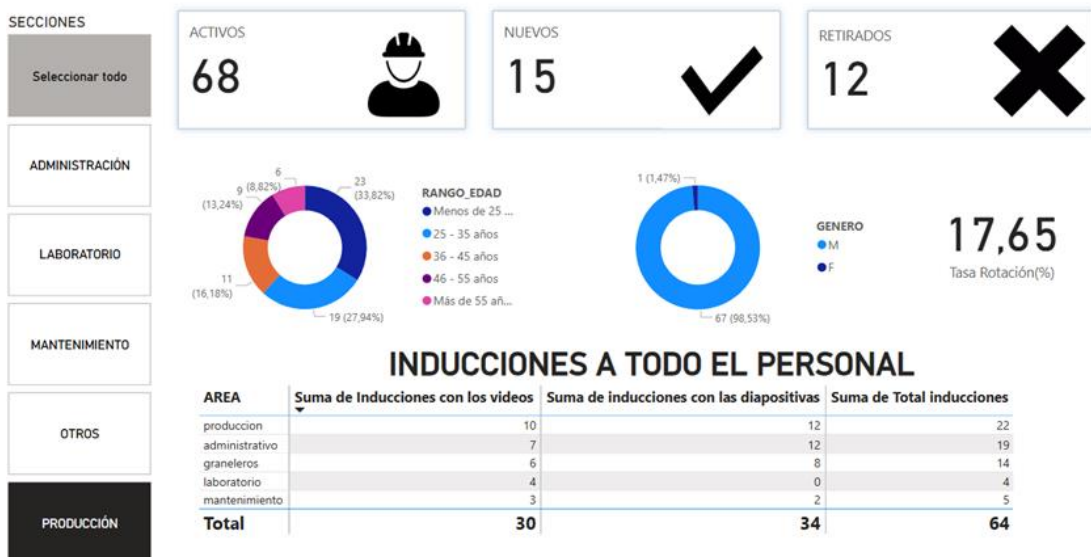 SECCIONES
Seleccionar todo
ADMINISTRACIÓN
LABORATORIO
MANTENIMIENTO
OTROS
PRODUCCIÓN
ACTIVOS
68
NUEVOS
15
RETIRADOS
12
6
(8,82%)
9
(13,24%)
11
(16,18%)
23
(33,82%)
19 (27,94%)
RANGO_EDAD
Menos de 25 ...
25 - 35 años
36 - 45 años
46 - 55 años
Más de 55 añ...
1 (1,47%)
67 (98,53%)
GENERO
M
F
17,65
Tasa Rotación(%)
INDUCCIONES A TODO EL PERSONAL
AREA Suma de Inducciones con los videos Suma de inducciones con las diapositivas Suma de Total inducciones
produccion 10 12 22
administrativo 7 12 19
graneleros 6 8 14
laboratorio 4 0 4
mantenimiento 3 2 5
Total 30 34 64